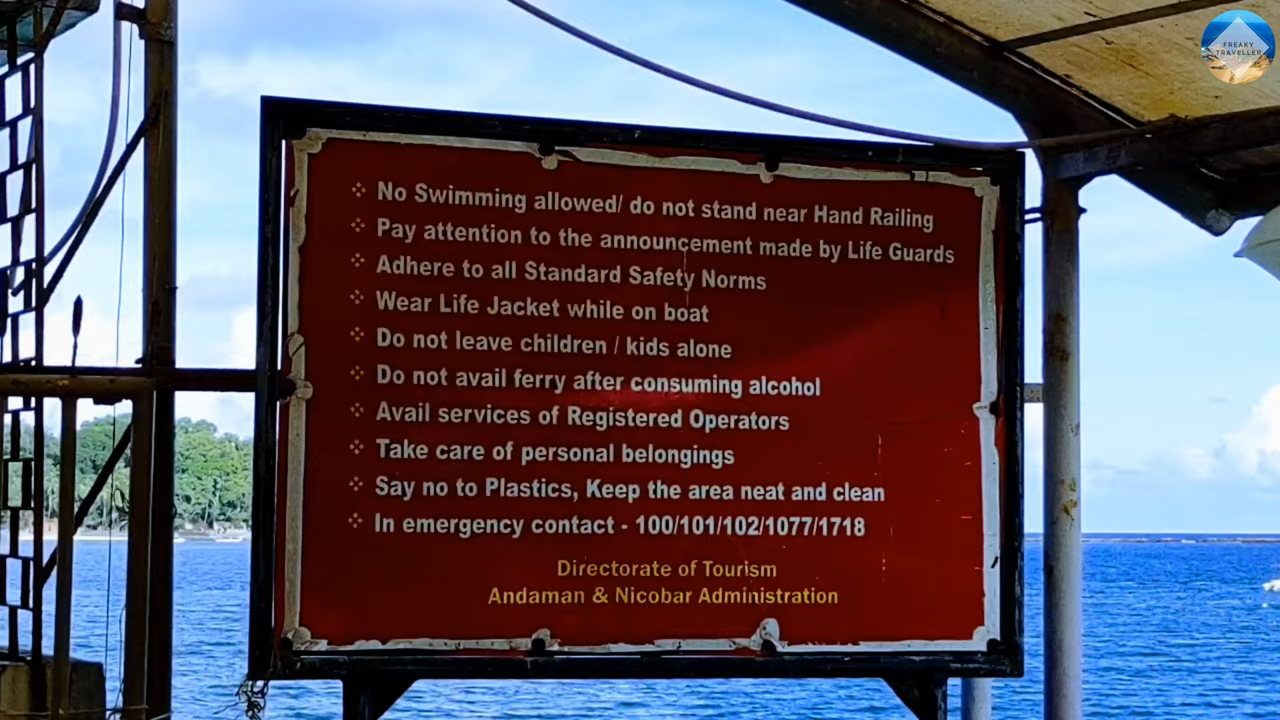 FREAKY
TRAVELLER
No Swimming allowed/ do not stand near Hand Railing
Pay attention to the announcement made by Life Guards
Adhere to all Standard Safety Norms
Wear Life Jacket while on boat
Do not leave children / kids alone
Do not avail ferry after consuming alcohol
Avail services of Registered Operators
Take care of personal belongings
Say no to Plastics, Keep the area neat and clean
In emergency contact - 100/101/102/1077/1718
Directorate of Tourism
Andaman & Nicobar Administration